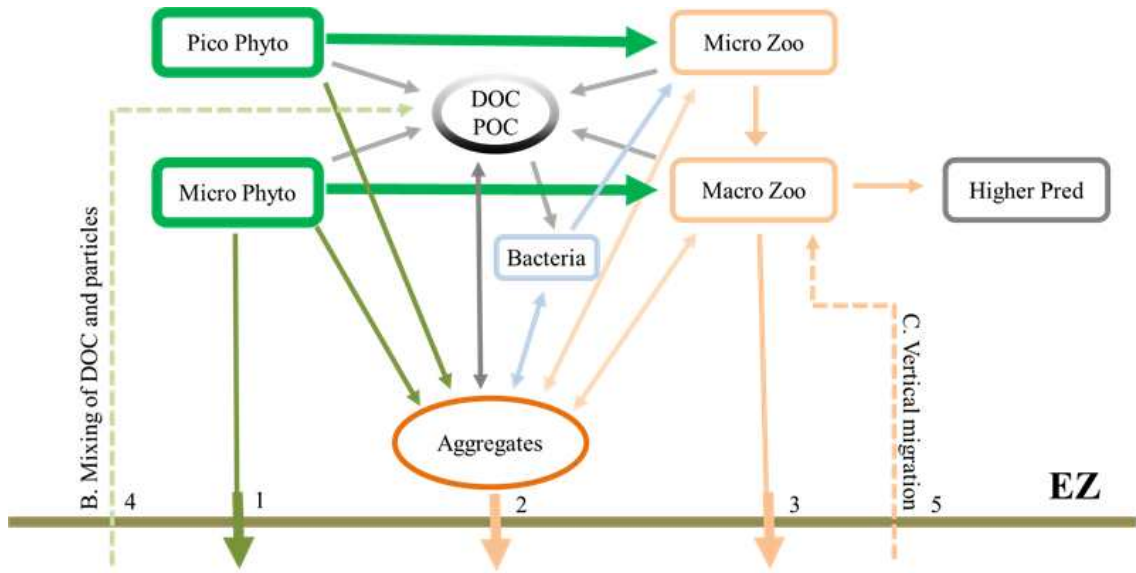 Pico Phyto
Micro Zoo
DOC
POC
Micro Phyto
Macro Zoo
Higher Pred
Bacteria
B. Mixing of DOC and particles
C. Vertical migration
Aggregates
EZ
4
1
2
3
5